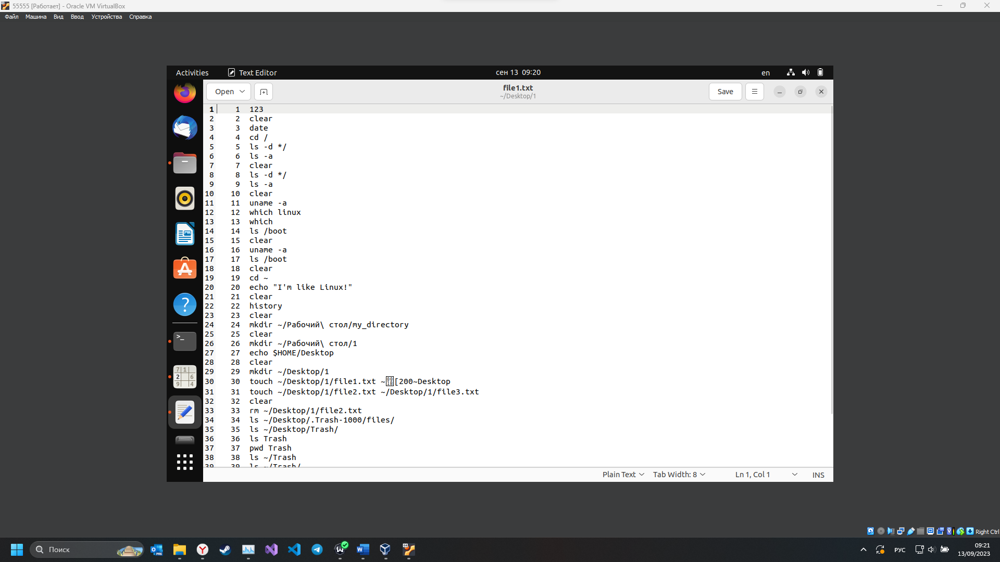 55555 [Работает] - Oracle VM VirtualBox
Файл Машина Вид Ввод Устройства Справка
Activities Text Editor сен 13 09:20 en
Open file1.txt Save
~/Desktop/1
1 1 123
2 2 clear
3 3 date
4 4 cd /
5 5 ls -d */
6 6 ls -a
7 7 clear
8 8 ls -d */
9 9 ls -a
10 10 clear
11 11 uname -a
12 12 which linux
13 13 which
14 14 ls /boot
15 15 clear
16 16 uname -a
17 17 ls /boot
18 18 clear
19 19 cd ~
20 20 echo "I'm like Linux!"
21 21 clear
22 22 history
23 23 clear
24 24 mkdir ~/Рабочий\ стол/my_directory
25 25 clear
26 26 mkdir ~/Рабочий\ стол/1
27 27 echo $HOME/Desktop
28 28 clear
29 29 mkdir ~/Desktop/1
30 30 touch ~/Desktop/1/file1.txt ~[200~Desktop
31 31 touch ~/Desktop/1/file2.txt ~/Desktop/1/file3.txt
32 32 clear
33 33 rm ~/Desktop/1/file2.txt
34 34 ls ~/Desktop/.Trash-1000/files/
35 35 ls ~/Desktop/Trash/
36 36 ls Trash
37 37 pwd Trash
38 38 ls ~/Trash
39 39 ls ~/Trash/
Plain Text Tab Width: 8 Ln 1, Col 1 INS
Right Ctrl
Поиск РУС 09:21
13/09/2023